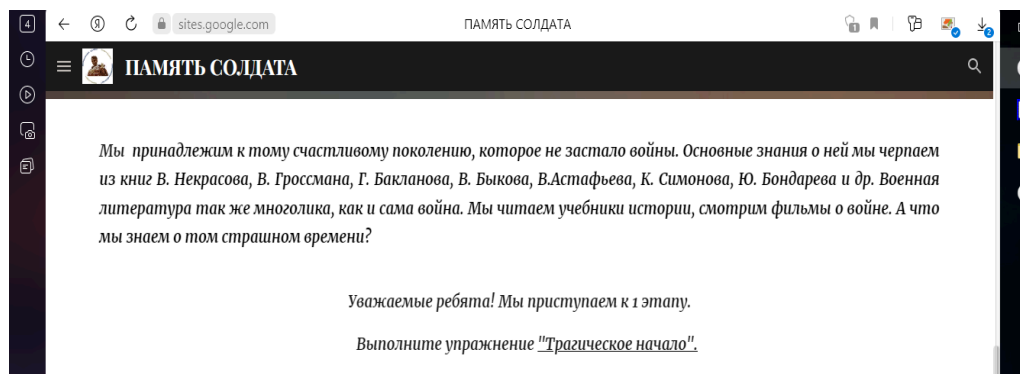 4
sites.google.com
ПАМЯТЬ СОЛДАТА
1
2
ПАМЯТЬ СОЛДАТА
Мы принадлежим к тому счастливому поколению, которое не застало войны. Основные знания о ней мы черпаем
из книг В. Некрасова, В. Гроссмана, Г. Бакланова, В. Быкова, В.Астафьева, К. Симонова, Ю. Бондарева и др. Военная
литература так же многолика, как и сама война. Мы читаем учебники истории, смотрим фильмы о войне. А что
мы знаем о том страшном времени?
Уважаемые ребята! Мы приступаем к 1 этапу.
Выполните упражнение "Трагическое начало".